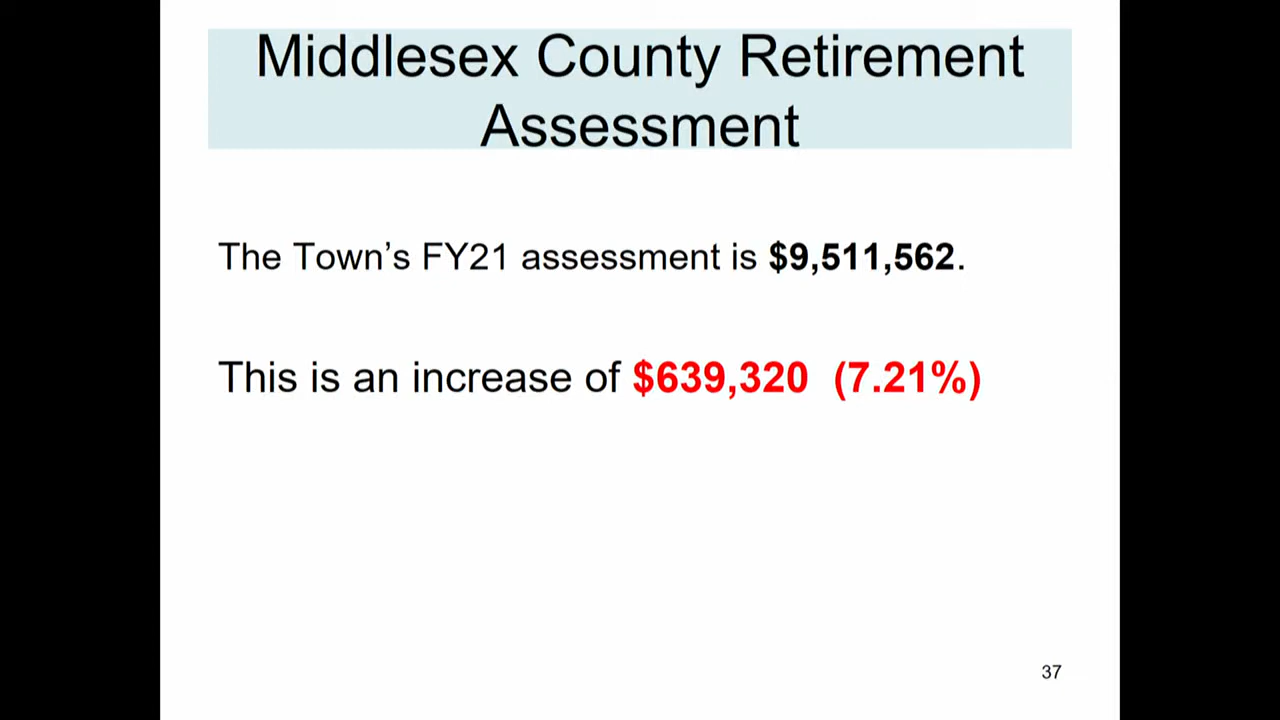 Middlesex County Retirement
Assessment
The Town’s FY21 assessment is $9,511,562.
This is an increase of $639,320 (7.21%)
37